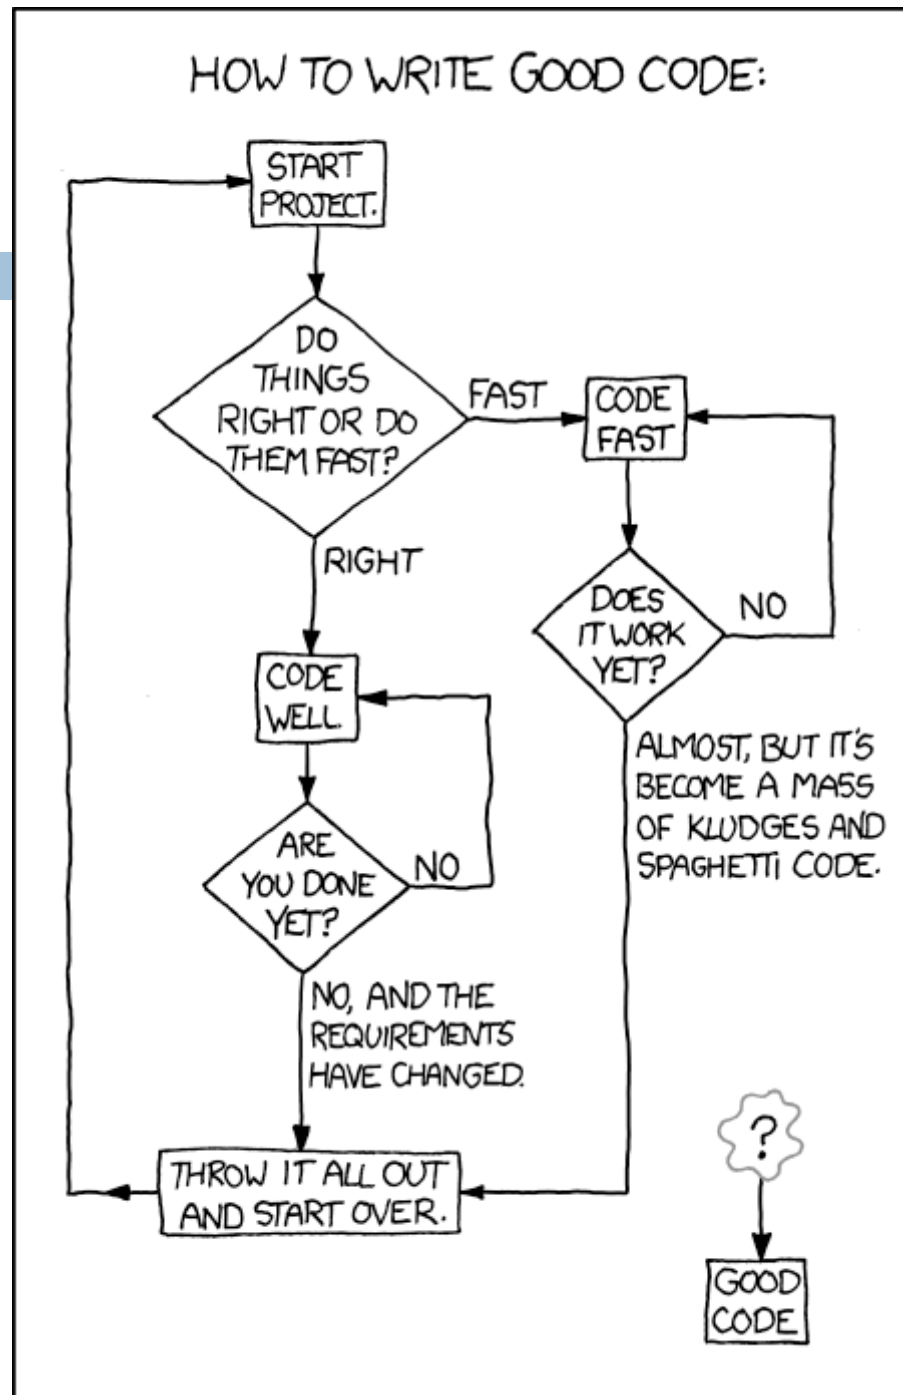 HOW TO WRITE GOOD CODE:
START
PROJECT.
DO
THINGS
RIGHT OR DO
THEM FAST?
FAST
CODE
FAST
RIGHT
DOES
IT WORK
YET?
NO
CODE
WELL.
ALMOST, BUT IT'S
BECOME A MASS
OF KLUDGES AND
SPAGHETTI CODE.
ARE
YOU DONE
YET?
NO
NO, AND THE
REQUIREMENTS
HAVE CHANGED.
THROW IT ALL OUT
AND START OVER.
?
GOOD
CODE